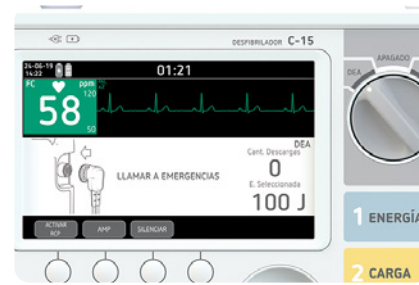 DESFIBRILADOR C-15
24-06-19
14:22
01:21
FC ppm
120
58
50
DEA
Cant. Descargas
0
LLAMAR A EMERGENCIAS
E. Seleccionada
100 J
ACTIVAR RCP
AMP
SILENCIAR
APAGADO
DEA
1 ENERGÍA
2 CARGA